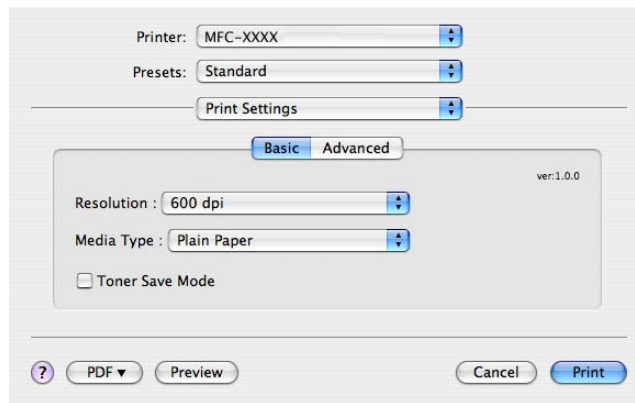 Printer: MFC-XXXX
Presets: Standard
Print Settings
Basic Advanced
ver:1.0.0
Resolution : 600 dpi
Media Type : Plain Paper
Toner Save Mode
? PDF ▼ Preview Cancel Print